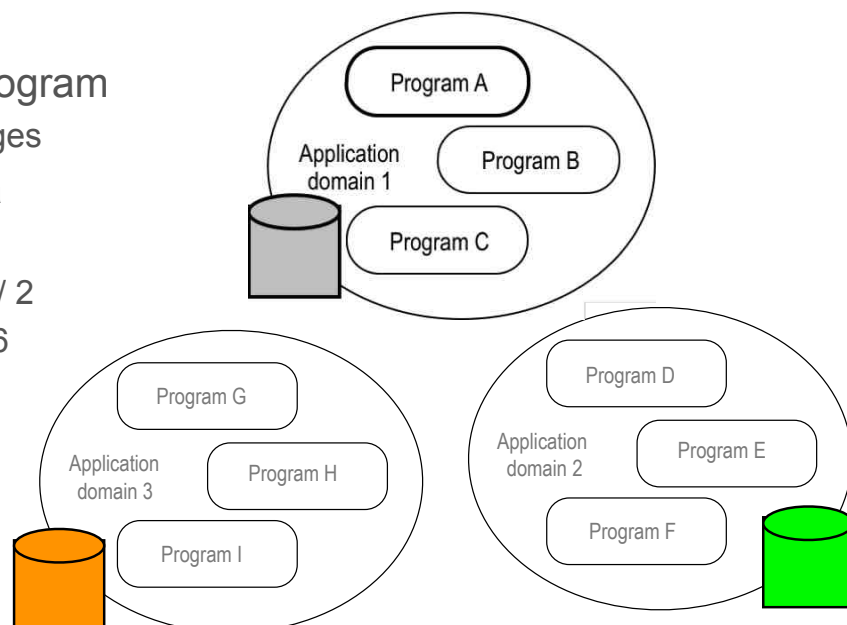 ogram
ges
/ 2
6
Program A
Application
domain 1
Program B
Program C
Program G
Application
domain 3
Program H
Program I
Program D
Application
domain 2
Program E
Program F